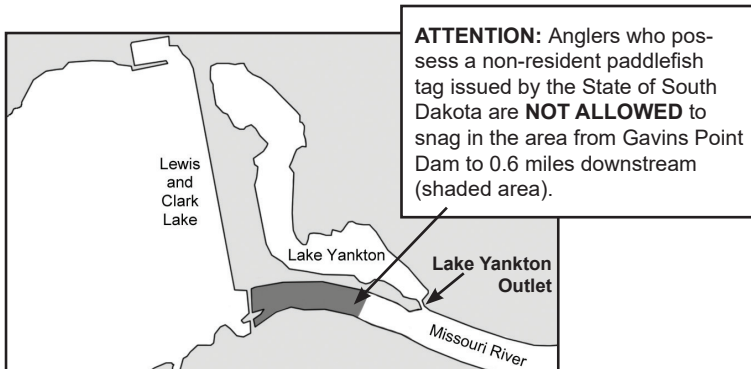 ATTENTION: Anglers who pos-
sess a non-resident paddlefish
tag issued by the State of South
Dakota are NOT ALLOWED to
snag in the area from Gavins Point
Dam to 0.6 miles downstream
(shaded area).
Lewis
and
Clark
Lake
Lake Yankton
Lake Yankton
Outlet
Missouri River